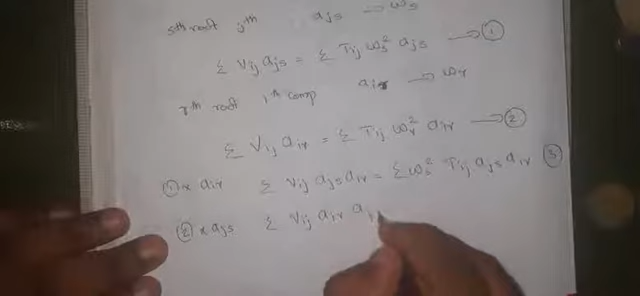 sth root jth ajs → ωs
Σ Vij ajs = Σ Tij ωs² ajs → ①
rth root ith comp air → ωr
Σ Vij air = Σ Tij ωr² air → ②
① x air Σ Vij ajs air = Σ ωs² Tij ajs air ③
② x ajs Σ Vij air aj